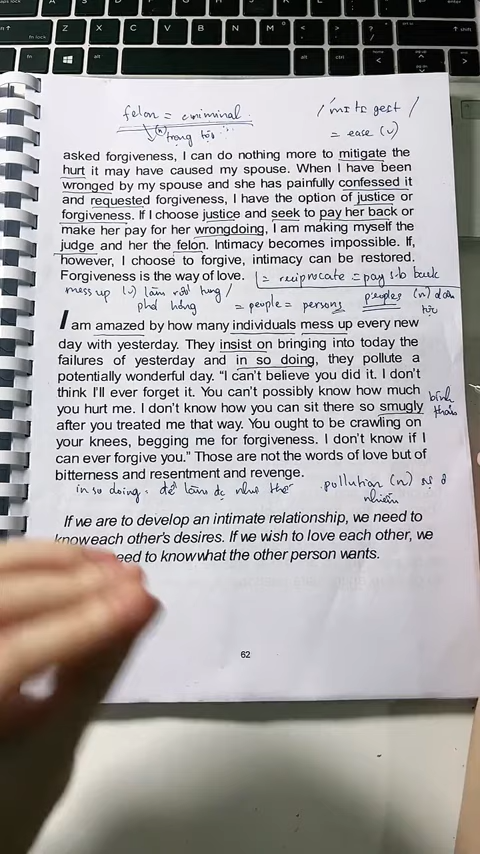 felon = criminal
(n) trọng tội
/ˈmɪtɪgeɪt/
= ease (v)
asked forgiveness, I can do nothing more to mitigate the
hurt it may have caused my spouse. When I have been
wronged by my spouse and she has painfully confessed it
and requested forgiveness, I have the option of justice or
forgiveness. If I choose justice and seek to pay her back or
make her pay for her wrongdoing, I am making myself the
judge and her the felon. Intimacy becomes impossible. If,
however, I choose to forgive, intimacy can be restored.
Forgiveness is the way of love.
= reciprocate = pay s.b back
mess up (v) làm rối tung /
phá hỏng
= people = persons
peoples (n) dân
tộc
I am amazed by how many individuals mess up every new
day with yesterday. They insist on bringing into today the
failures of yesterday and in so doing, they pollute a
potentially wonderful day. “I can't believe you did it. I don't
think I'll ever forget it. You can't possibly know how much
you hurt me. I don't know how you can sit there so smugly
after you treated me that way. You ought to be crawling on
your knees, begging me for forgiveness. I don't know if I
can ever forgive you.” Those are not the words of love but of
bitterness and resentment and revenge.
bình
thản
in so doing: để làm đc như thế
pollution (n) sự ô
nhiễm
If we are to develop an intimate relationship, we need to
know each other's desires. If we wish to love each other, we
need to know what the other person wants.
62